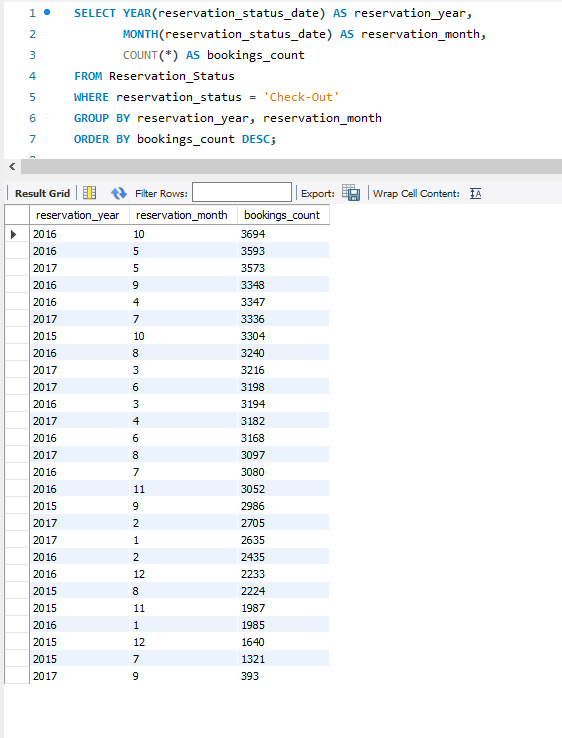 1 SELECT YEAR(reservation_status_date) AS reservation_year,
2 MONTH(reservation_status_date) AS reservation_month,
3 COUNT(*) AS bookings_count
4 FROM Reservation_Status
5 WHERE reservation_status = 'Check-Out'
6 GROUP BY reservation_year, reservation_month
7 ORDER BY bookings_count DESC;
Result Grid Filter Rows: Export: Wrap Cell Content: IA
reservation_year reservation_month bookings_count
2016 10 3694
2016 5 3593
2017 5 3573
2016 9 3348
2016 4 3347
2017 7 3336
2015 10 3304
2016 8 3240
2017 3 3216
2017 6 3198
2016 3 3194
2017 4 3182
2016 6 3168
2017 8 3097
2016 7 3080
2016 11 3052
2015 9 2986
2017 2 2705
2017 1 2635
2016 2 2435
2016 12 2233
2015 8 2224
2015 11 1987
2016 1 1985
2015 12 1640
2015 7 1321
2017 9 393